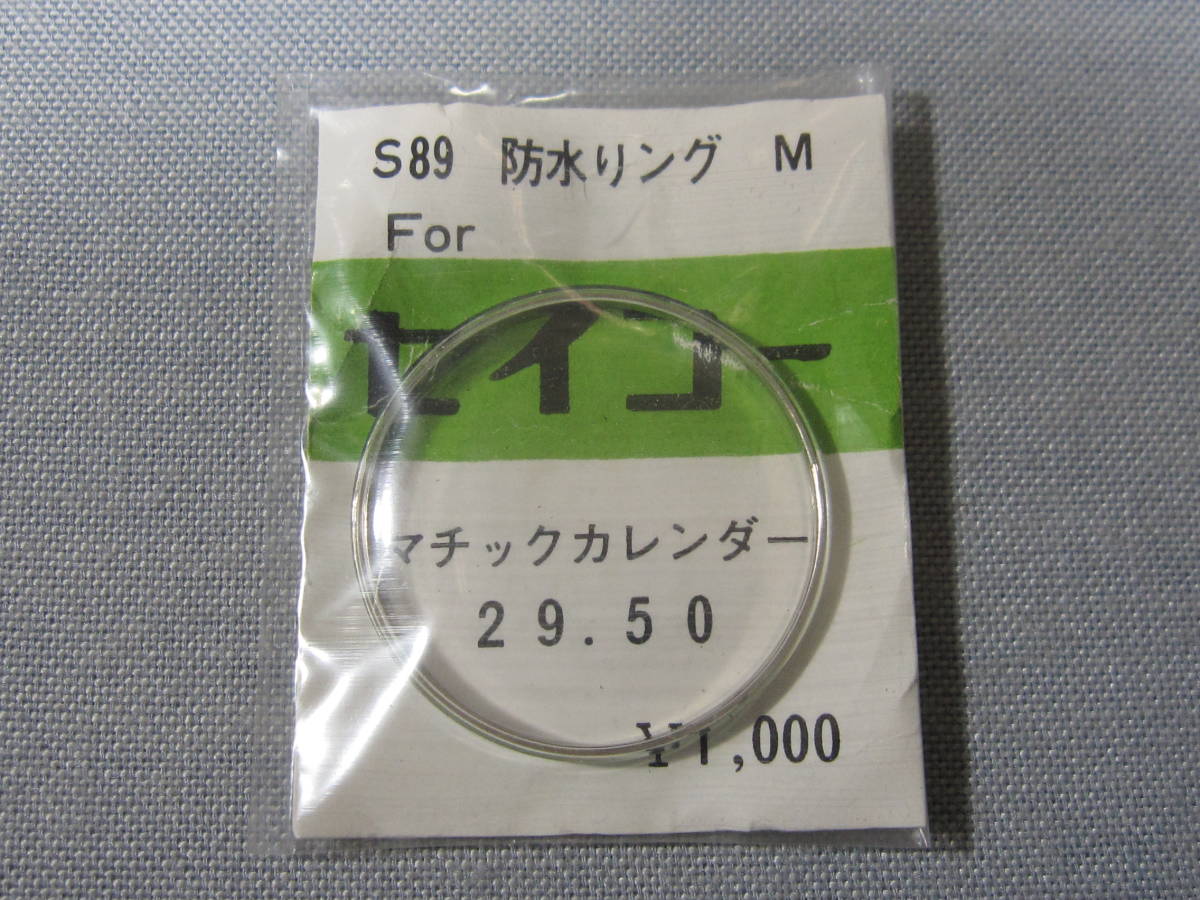 S89 防水リング M
For
セイコー
マチックカレンダー
29.50
¥1,000